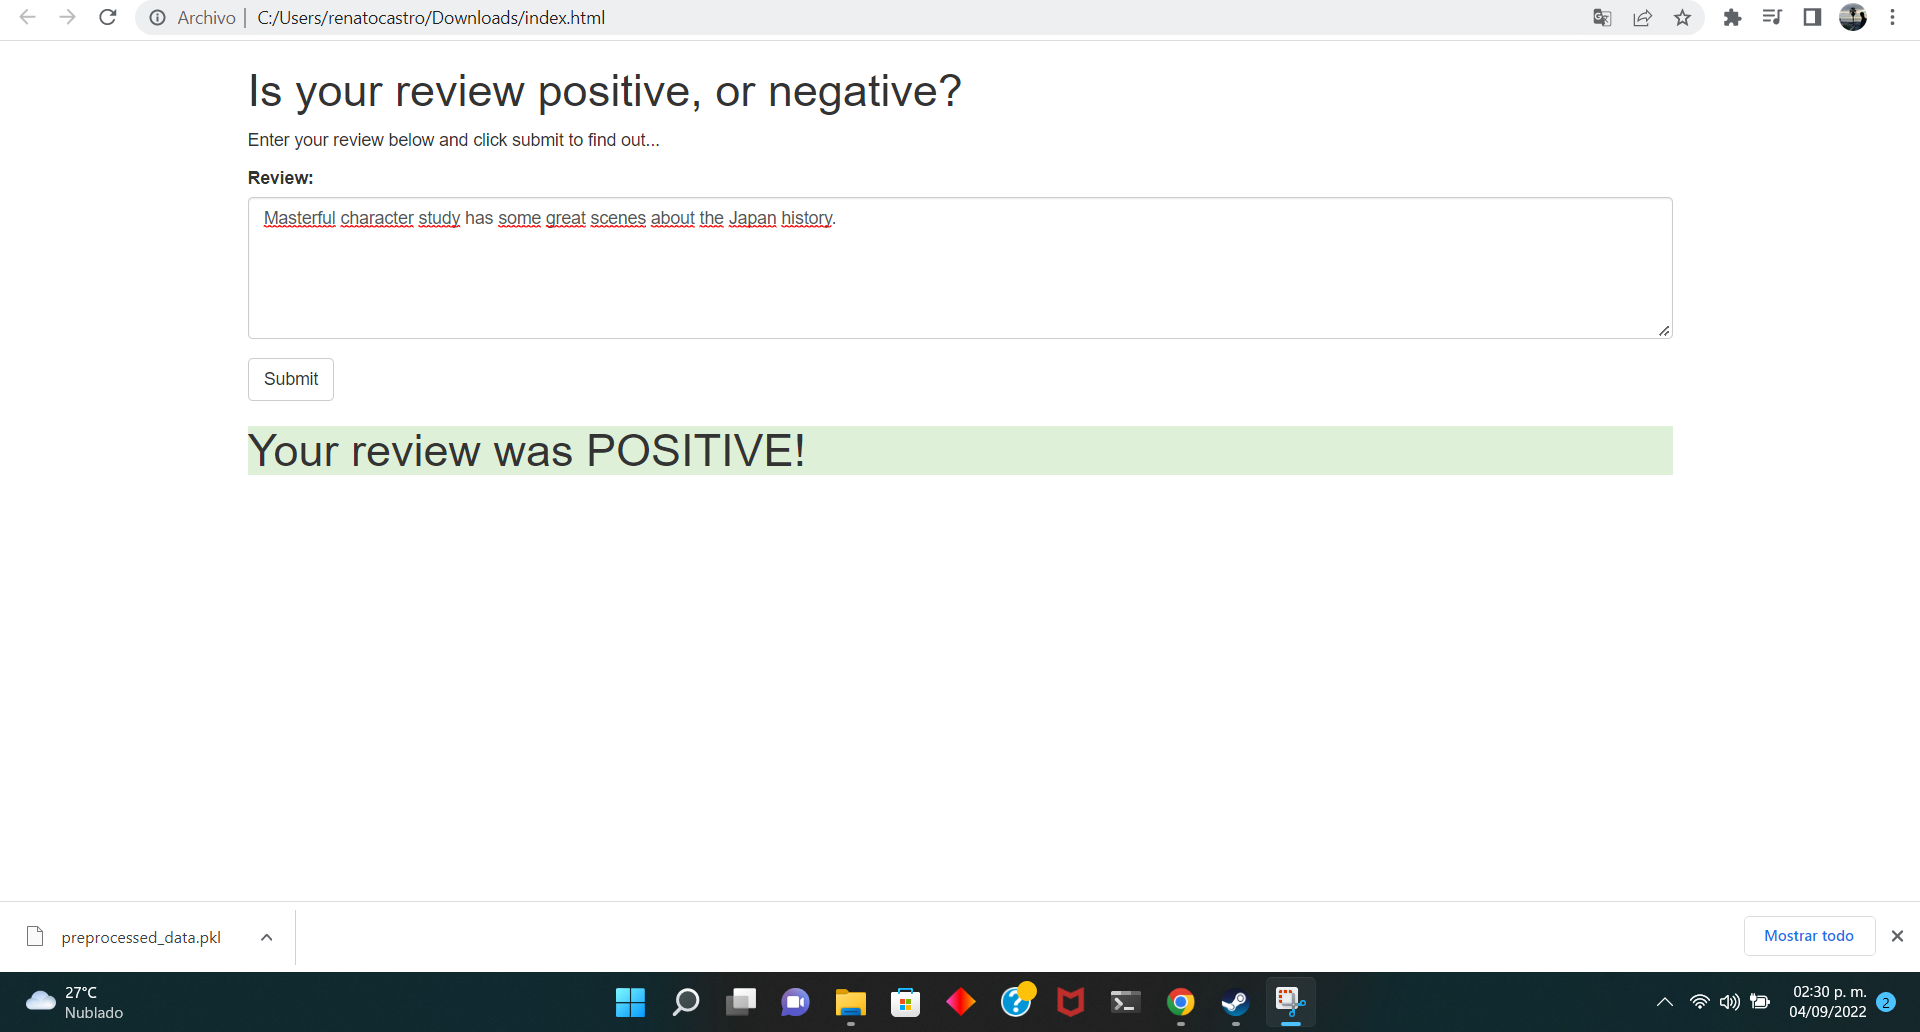 Archivo | C:/Users/renatocastro/Downloads/index.html
Is your review positive, or negative?
Enter your review below and click submit to find out...
Review:
Masterful character study has some great scenes about the Japan history.
Submit
Your review was POSITIVE!
preprocessed_data.pkl
Mostrar todo
27°C
Nublado
02:30 p. m.
04/09/2022
2